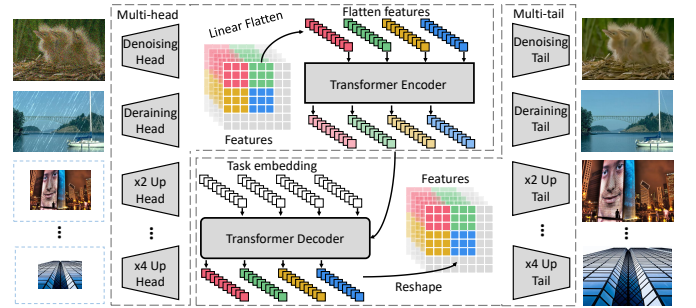 Multi-head
Linear Flatten
Flatten features
Multi-tail
Denoising
Head
Denoising
Tail
Transformer Encoder
Deraining
Head
Features
Deraining
Tail
Task embedding
Features
x2 Up
Head
x2 Up
Tail
Transformer Decoder
x4 Up
Head
Reshape
x4 Up
Tail